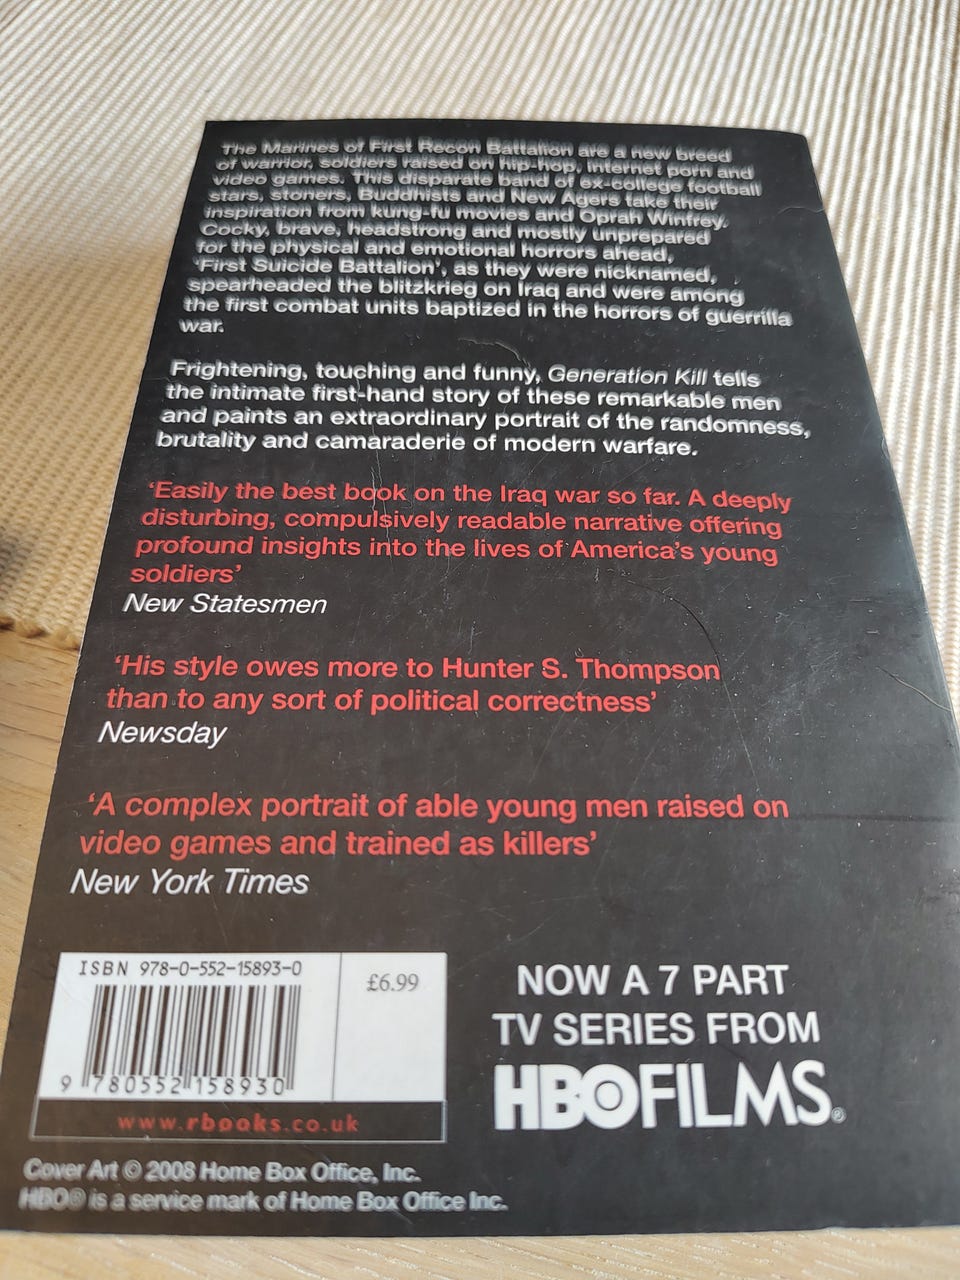 The Marines of First Recon Battalion are a new breed
of warrior, soldiers raised on hip-hop, internet porn and
video games. This disparate band of ex-college football
stars, stoners, Buddhists and New Agers take their
inspiration from kung-fu movies and Oprah Winfrey.
Cocky, brave, headstrong and mostly unprepared
for the physical and emotional horrors ahead,
'First Suicide Battalion', as they were nicknamed,
spearheaded the blitzkrieg on Iraq and were among
the first combat units baptized in the horrors of guerrilla
war.
Frightening, touching and funny, Generation Kill tells
the intimate first-hand story of these remarkable men
and paints an extraordinary portrait of the randomness,
brutality and camaraderie of modern warfare.
'Easily the best book on the Iraq war so far. A deeply
disturbing, compulsively readable narrative offering
profound insights into the lives of America's young
soldiers'
New Statesmen
'His style owes more to Hunter S. Thompson
than to any sort of political correctness'
Newsday
'A complex portrait of able young men raised on
video games and trained as killers'
New York Times
ISBN 978-0-552-15893-0
£6.99
9 780552 158930
www.rbooks.co.uk
NOW A 7 PART
TV SERIES FROM
HBOFILMS®
Cover Art © 2008 Home Box Office, Inc.
HBO® is a service mark of Home Box Office Inc.